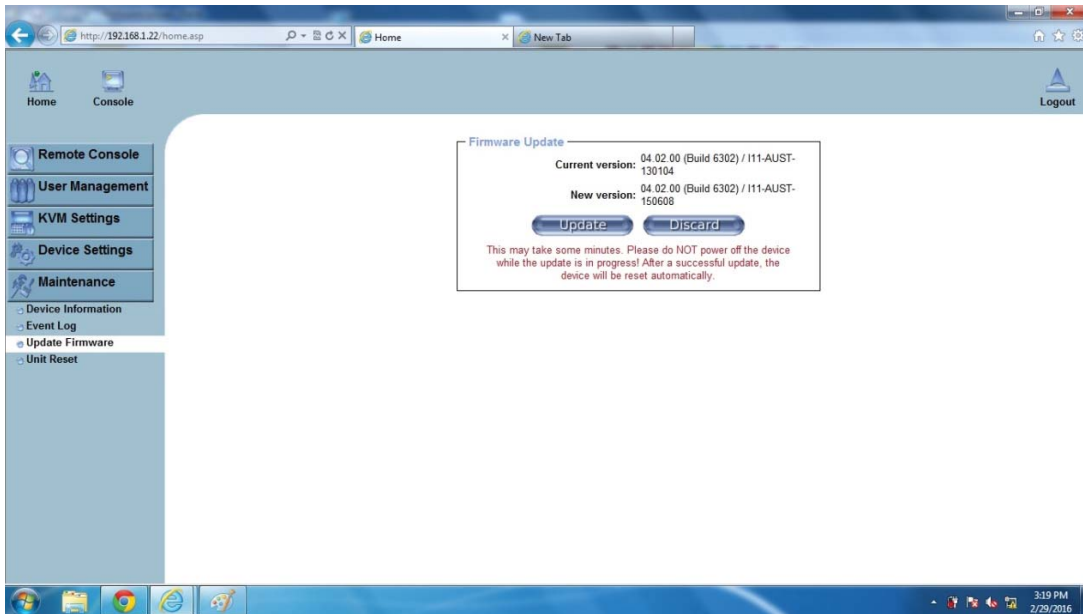 http://192.168.1.22/home.asp
Home
New Tab
Home
Console
Logout
Remote Console
User Management
KVM Settings
Device Settings
Maintenance
Device Information
Event Log
Update Firmware
Unit Reset
Firmware Update
Current version: 04.02.00 (Build 6302) / I11-AUST-
130104
New version: 04.02.00 (Build 6302) / I11-AUST-
150608
Update
Discard
This may take some minutes. Please do NOT power off the device
while the update is in progress! After a successful update, the
device will be reset automatically.
3:19 PM
2/29/2016